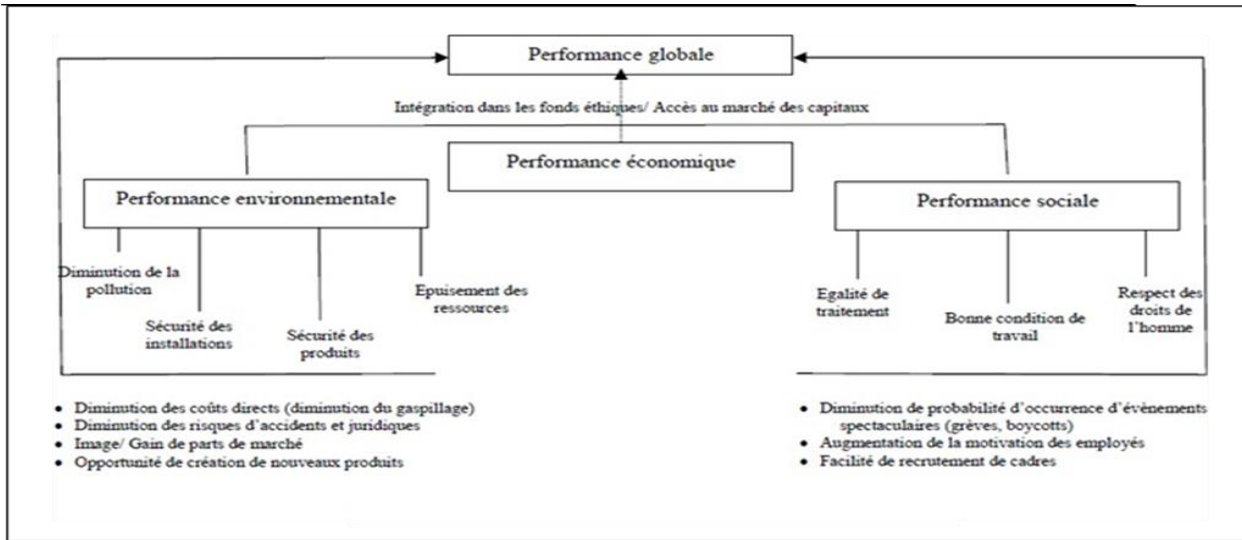 Performance globale
Intégration dans les fonds éthiques/ Accès au marché des capitaux
Performance économique
Performance environnementale
Performance sociale
Diminution de la
pollution
Sécurité des
installations
Sécurité des
produits
Epuisement des
ressources
Egalité de
traitement
Bonne condition de
travail
Respect des
droits de
l'homme
• Diminution des coûts directs (diminution du gaspillage)
• Diminution des risques d'accidents et juridiques
• Image/ Gain de parts de marché
• Opportunité de création de nouveaux produits
• Diminution de probabilité d'occurrence d'évènements
spectaculaires (grèves, boycotts)
• Augmentation de la motivation des employés
• Facilité de recrutement de cadres